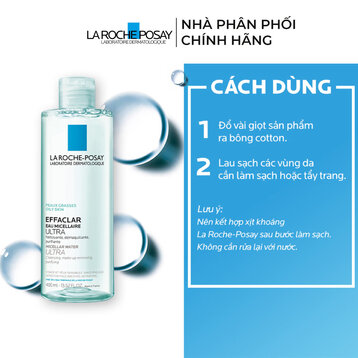 LA ROCHE-POSAY
LABORATOIRE DERMATOLOGIQUE
NHÀ PHÂN PHỐI
CHÍNH HÃNG
CÁCH DÙNG
1 Đổ vài giọt sản phẩm
ra bông cotton.
2 Lau sạch các vùng da
cần làm sạch hoặc tẩy trang.
Lưu ý:
Nên kết hợp xịt khoáng
La Roche-Posay sau bước làm sạch.
Không cần rửa lại với nước.
LA ROCHE-POSAY
LABORATOIRE DERMATOLOGIQUE
PEAUX GRASSES
OILY SKIN
EFFACLAR
EAU MICELLAIRE
ULTRA
MICELLAR WATER
ULTRA